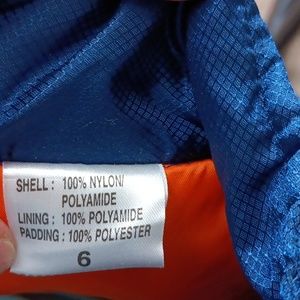 SHELL : 100% NYLON/
POLYAMIDE
LINING : 100% POLYAMIDE
PADDING : 100% POLYESTER
6